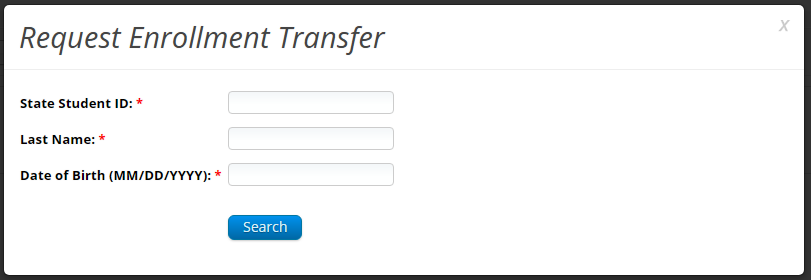 Request Enrollment Transfer
x
State Student ID: *
Last Name: *
Date of Birth (MM/DD/YYYY): *
Search